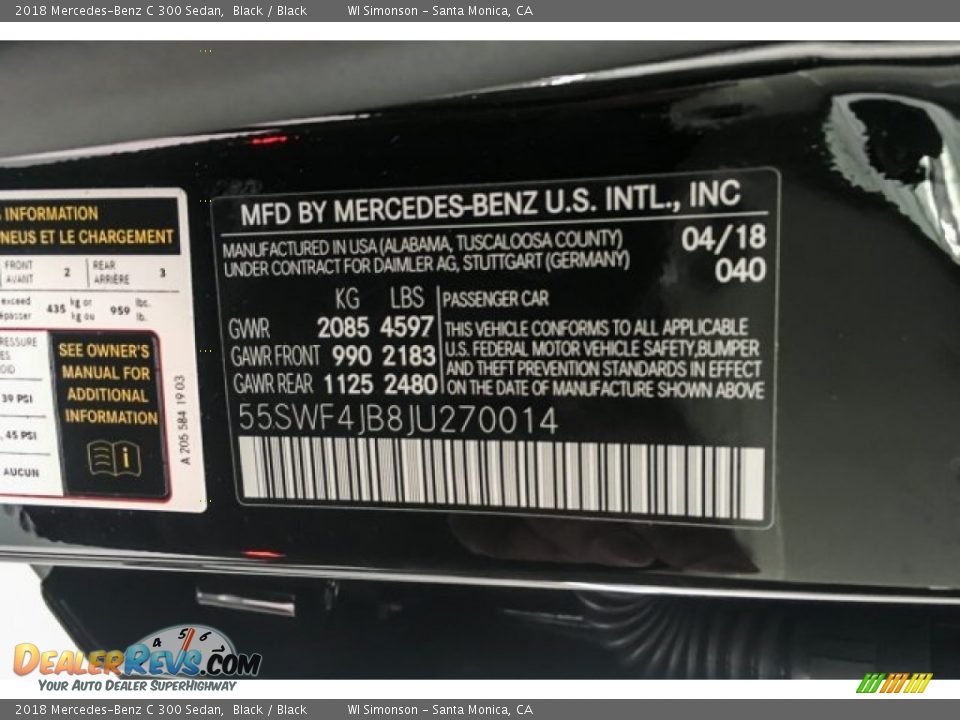 2018 Mercedes-Benz C 300 Sedan, Black / Black WI Simonson - Santa Monica, CA
INFORMATION
NEUS ET LE CHARGEMENT
FRONT 2 REAR 3
AVANT ARRIÈRE
exceed 435 kg or 959 lbs.
kg ou lb.
SEE OWNER'S
MANUAL FOR
ADDITIONAL
INFORMATION
39 PSI
, 45 PSI
AUCUN
i
A 205 584 19 03
MFD BY MERCEDES-BENZ U.S. INTL., INC
MANUFACTURED IN USA (ALABAMA, TUSCALOOSA COUNTY) 04/18
UNDER CONTRACT FOR DAIMLER AG, STUTTGART (GERMANY) 040
KG LBS PASSENGER CAR
GWR 2085 4597
GAWR FRONT 990 2183
GAWR REAR 1125 2480
THIS VEHICLE CONFORMS TO ALL APPLICABLE
U.S. FEDERAL MOTOR VEHICLE SAFETY,BUMPER
AND THEFT PREVENTION STANDARDS IN EFFECT
ON THE DATE OF MANUFACTURE SHOWN ABOVE
55SWF4JB8JU270014
4 5 6
DealerRevs.com
Your Auto Dealer SuperHighway
2018 Mercedes-Benz C 300 Sedan, Black / Black WI Simonson - Santa Monica, CA